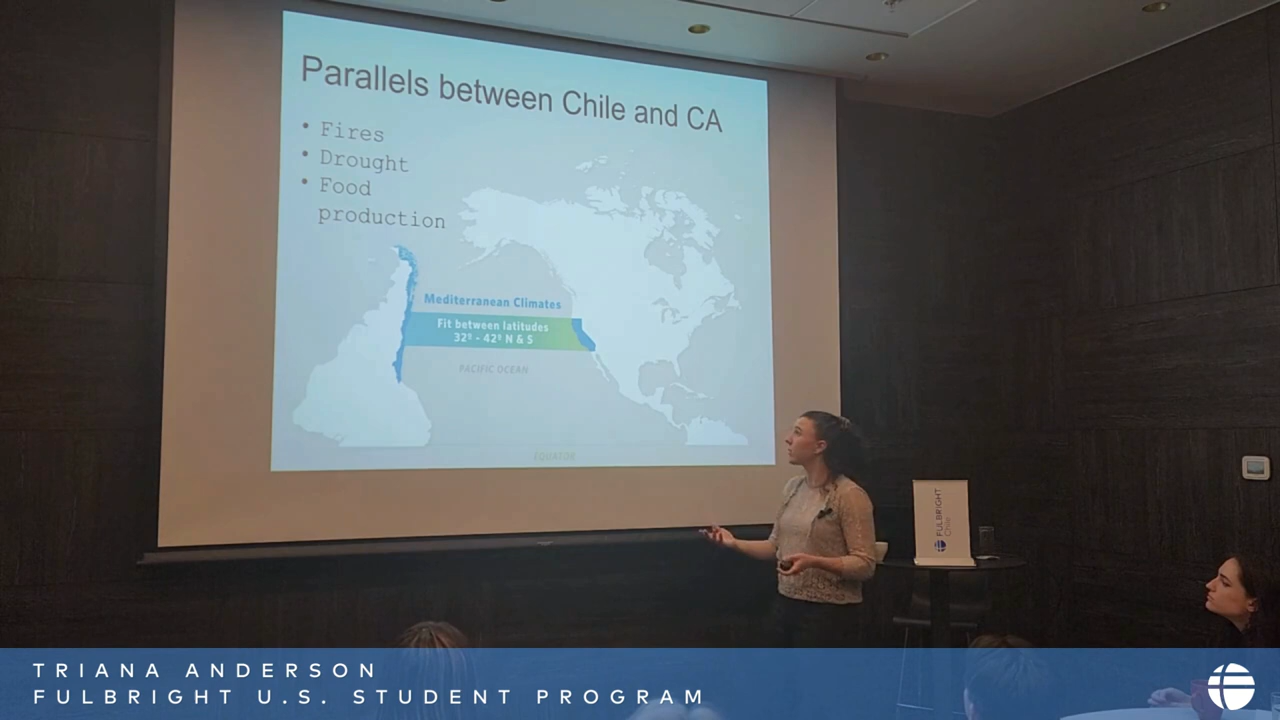 Parallels between Chile and CA
• Fires
• Drought
• Food
production
Mediterranean Climates
Fit between latitudes
32º - 42º N & S
PACIFIC OCEAN
EQUATOR
FULBRIGHT
Chile
TRIANA ANDERSON
FULBRIGHT U.S. STUDENT PROGRAM